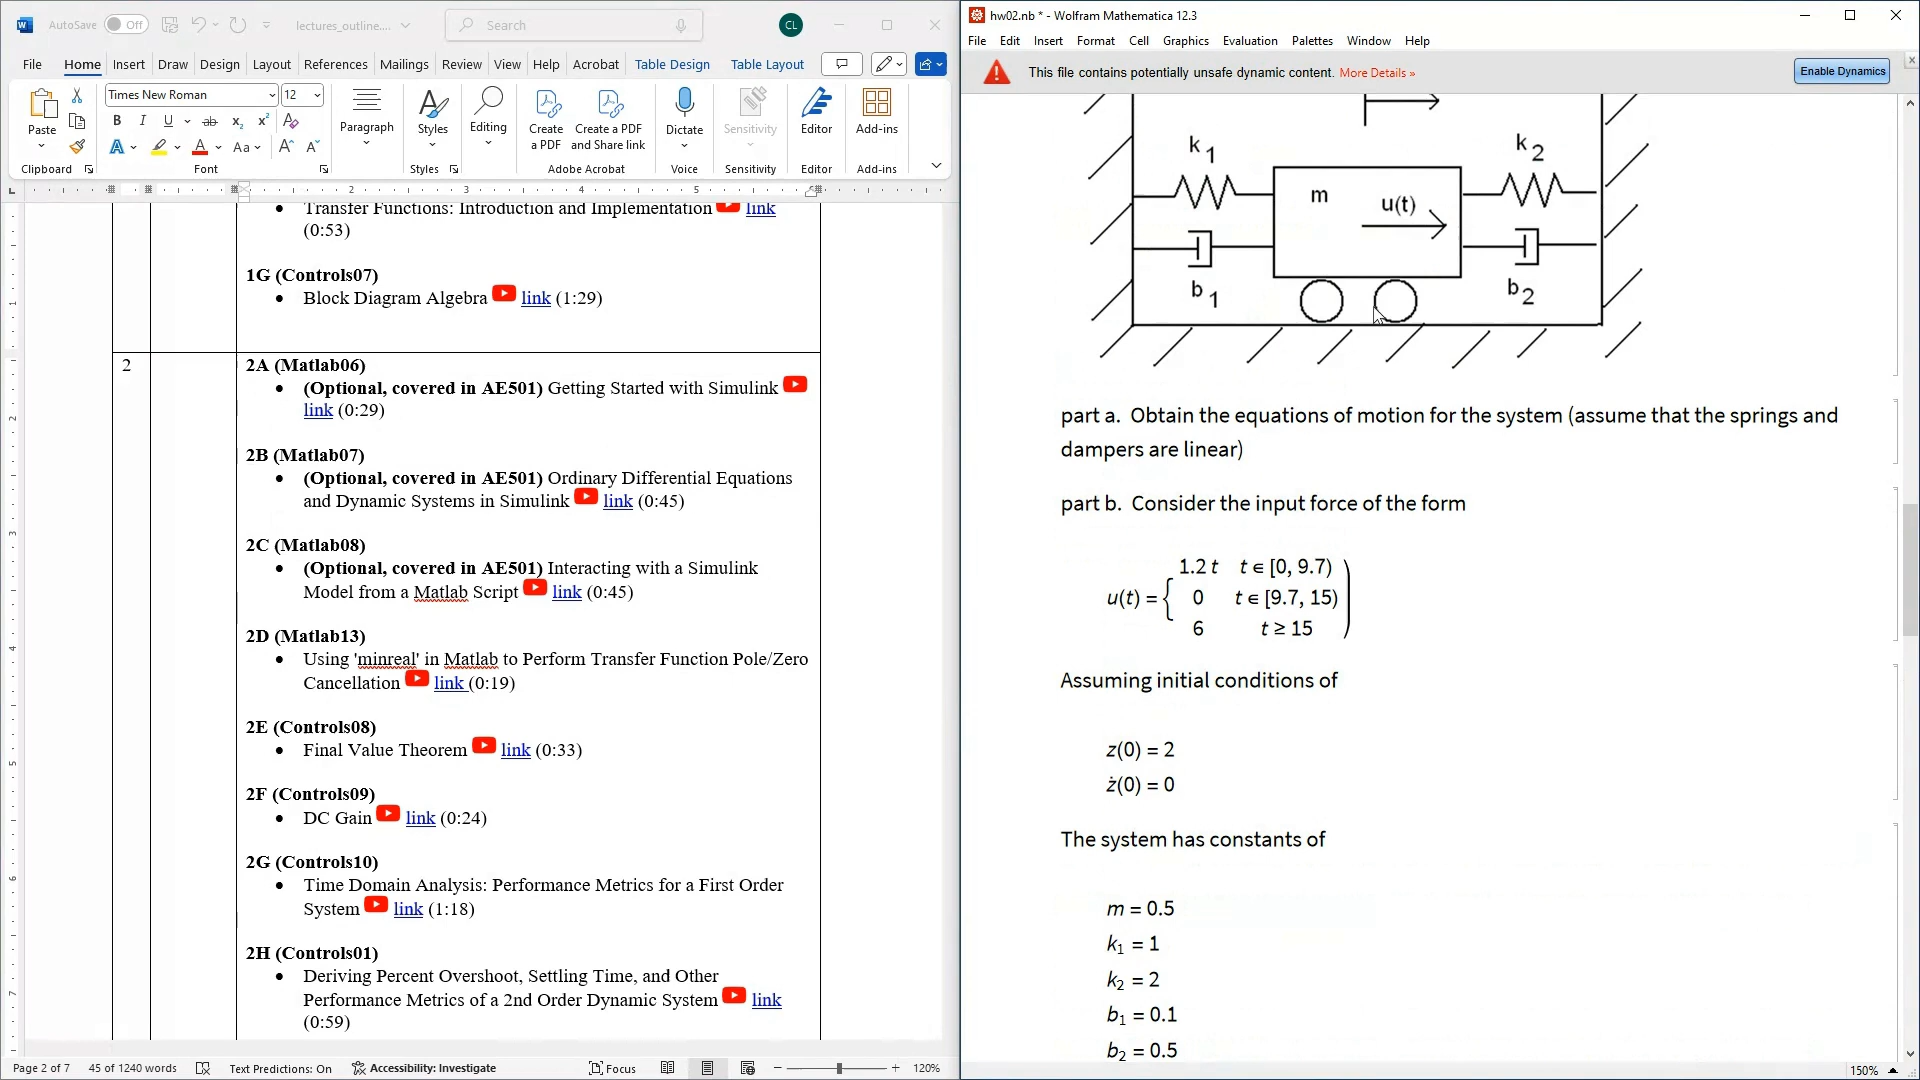 AutoSave Off lectures_outline.... Search CL
File Home Insert Draw Design Layout References Mailings Review View Help Acrobat Table Design Table Layout
Times New Roman 12
Paste
Paragraph
Styles
Editing
Create a PDF
Create a PDF and Share link
Dictate
Sensitivity
Editor
Add-ins
B I U ab x₂ x² A
A A Aa A A
Clipboard Font Styles Adobe Acrobat Voice Sensitivity Editor Add-ins
Transfer Functions: Introduction and Implementation link
(0:53)
1G (Controls07)
• Block Diagram Algebra link (1:29)
2
2A (Matlab06)
• (Optional, covered in AE501) Getting Started with Simulink
link (0:29)
2B (Matlab07)
• (Optional, covered in AE501) Ordinary Differential Equations
and Dynamic Systems in Simulink link (0:45)
2C (Matlab08)
• (Optional, covered in AE501) Interacting with a Simulink
Model from a Matlab Script link (0:45)
2D (Matlab13)
• Using 'minreal' in Matlab to Perform Transfer Function Pole/Zero
Cancellation link (0:19)
2E (Controls08)
• Final Value Theorem link (0:33)
2F (Controls09)
• DC Gain link (0:24)
2G (Controls10)
• Time Domain Analysis: Performance Metrics for a First Order
System link (1:18)
2H (Controls01)
• Deriving Percent Overshoot, Settling Time, and Other
Performance Metrics of a 2nd Order Dynamic System link
(0:59)
Page 2 of 7 45 of 1240 words Text Predictions: On Accessibility: Investigate Focus 120%
hw02.nb * - Wolfram Mathematica 12.3
File Edit Insert Format Cell Graphics Evaluation Palettes Window Help
This file contains potentially unsafe dynamic content. More Details » Enable Dynamics
k 1
k 2
m u(t)
b 1
b 2
part a. Obtain the equations of motion for the system (assume that the springs and
dampers are linear)
part b. Consider the input force of the form
1.2 t t ∈ [0, 9.7)
u(t) = { 0 t ∈ [9.7, 15) )
6 t ≥ 15
Assuming initial conditions of
z(0) = 2
ż(0) = 0
The system has constants of
m = 0.5
k₁ = 1
k₂ = 2
b₁ = 0.1
b₂ = 0.5
150%